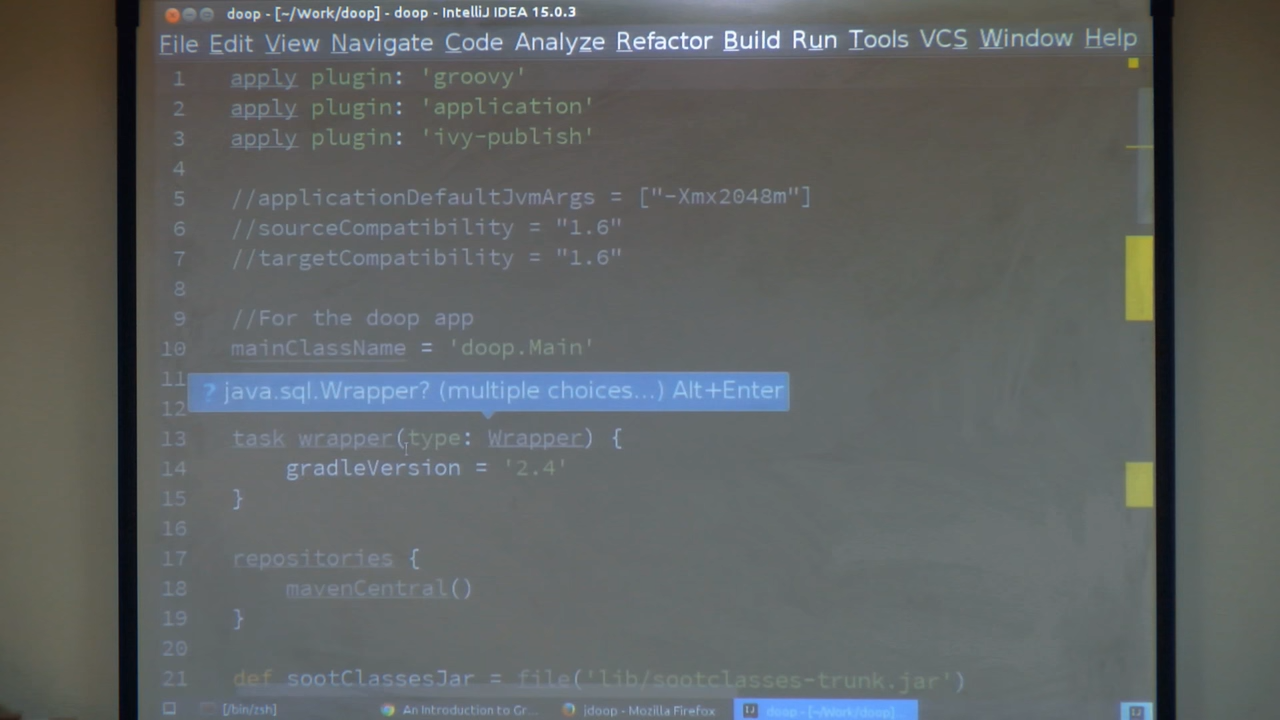 doop - [~/Work/doop] - doop - IntelliJ IDEA 15.0.3
File Edit View Navigate Code Analyze Refactor Build Run Tools VCS Window Help
1 apply plugin: 'groovy'
2 apply plugin: 'application'
3 apply plugin: 'ivy-publish'
4
5 //applicationDefaultJvmArgs = ["-Xmx2048m"]
6 //sourceCompatibility = "1.6"
7 //targetCompatibility = "1.6"
8
9 //For the doop app
10 mainClassName = 'doop.Main'
11
? java.sql.Wrapper? (multiple choices...) Alt+Enter
12
13 task wrapper(type: Wrapper) {
14 gradleVersion = '2.4'
15 }
16
17 repositories {
18 mavenCentral()
19 }
20
21 def sootClassesJar = file('lib/sootclasses-trunk.jar')
[/bin/zsh] An Introduction to Gr... jdoop - Mozilla Firefox doop - [~/Work/doop]